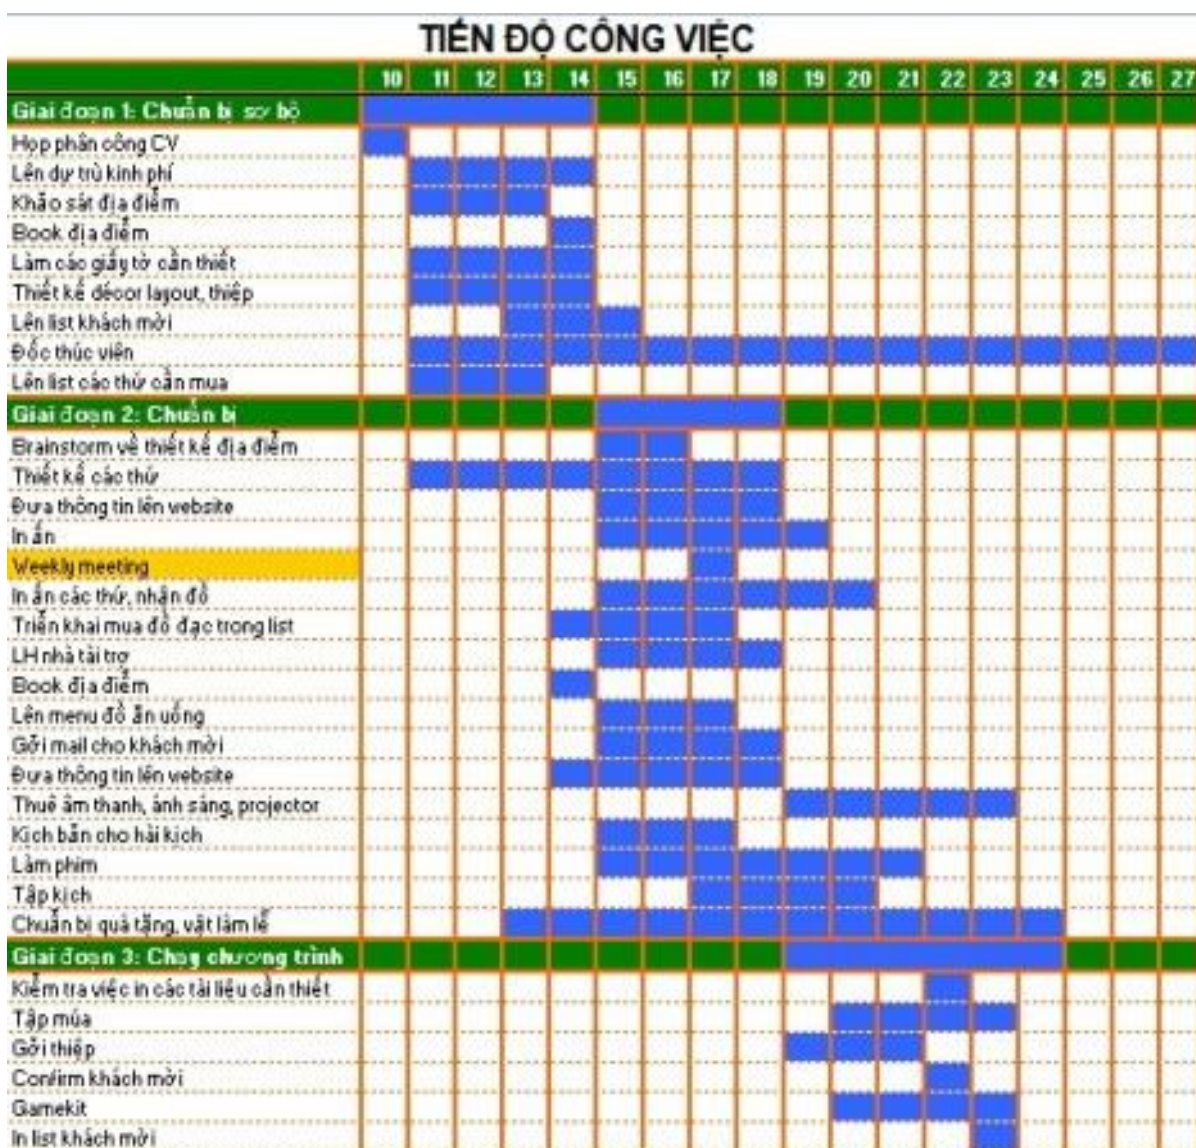 TIẾN ĐỘ CÔNG VIỆC
10 11 12 13 14 15 16 17 18 19 20 21 22 23 24 25 26 27
Giai đoạn 1: Chuẩn bị sơ bộ
Họp phân công CV
Lên dự trù kinh phí
Khảo sát địa điểm
Book địa điểm
Làm các giấy tờ cần thiết
Thiết kế décor layout, thiệp
Lên list khách mời
Đốc thúc viên
Lên list các thứ cần mua
Giai đoạn 2: Chuẩn bị
Brainstorm về thiết kế địa điểm
Thiết kế các thứ
Đưa thông tin lên website
In ấn
Weekly meeting
In ấn các thứ, nhận đồ
Triển khai mua đồ đạc trong list
LH nhà tài trợ
Book địa điểm
Lên menu đồ ăn uống
Gởi mail cho khách mời
Đưa thông tin lên website
Thuê âm thanh, ánh sáng, projector
Kịch bản cho hài kịch
Làm phim
Tập kịch
Chuẩn bị quà tặng, vật làm lễ
Giai đoạn 3: Chạy chương trình
Kiểm tra việc in các tài liệu cần thiết
Tập múa
Gởi thiệp
Confirm khách mời
Gamekit
In list khách mời